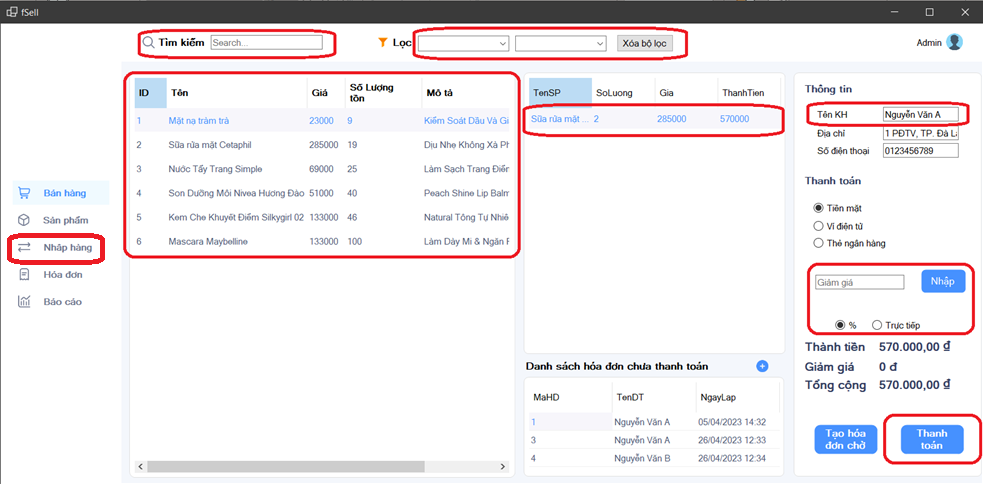 fSell
Tìm kiếm Search... Lọc Xóa bộ lọc Admin
Bán hàng
Sản phẩm
Nhập hàng
Hóa đơn
Báo cáo
ID Tên Giá Số Lượng tồn Mô tả
1 Mặt nạ tràm trà 23000 9 Kiểm Soát Dầu Và Gi
2 Sữa rửa mặt Cetaphil 285000 19 Dịu Nhẹ Không Xà Ph
3 Nước Tẩy Trang Simple 69000 25 Làm Sạch Trang Điểm
4 Son Dưỡng Môi Nivea Hương Đào 51000 40 Peach Shine Lip Balm
5 Kem Che Khuyết Điểm Silkygirl 02 133000 46 Natural Tông Tự Nhiê
6 Mascara Maybelline 133000 100 Làm Dày Mi & Ngăn R
TenSP SoLuong Gia ThanhTien
Sữa rửa mặt ... 2 285000 570000
Danh sách hóa đơn chưa thanh toán
MaHD TenDT NgayLap
1 Nguyễn Văn A 05/04/2023 14:32
3 Nguyễn Văn A 26/04/2023 12:33
4 Nguyễn Văn B 26/04/2023 12:34
Thông tin
Tên KH Nguyễn Văn A
Địa chỉ 1 PĐTV, TP. Đà Lạ
Số điện thoại 0123456789
Thanh toán
Tiền mặt
Ví điện tử
Thẻ ngân hàng
Giảm giá Nhập
% Trực tiếp
Thành tiền 570.000,00 ₫
Giảm giá 0 đ
Tổng cộng 570.000,00 ₫
Tạo hóa đơn chờ
Thanh toán